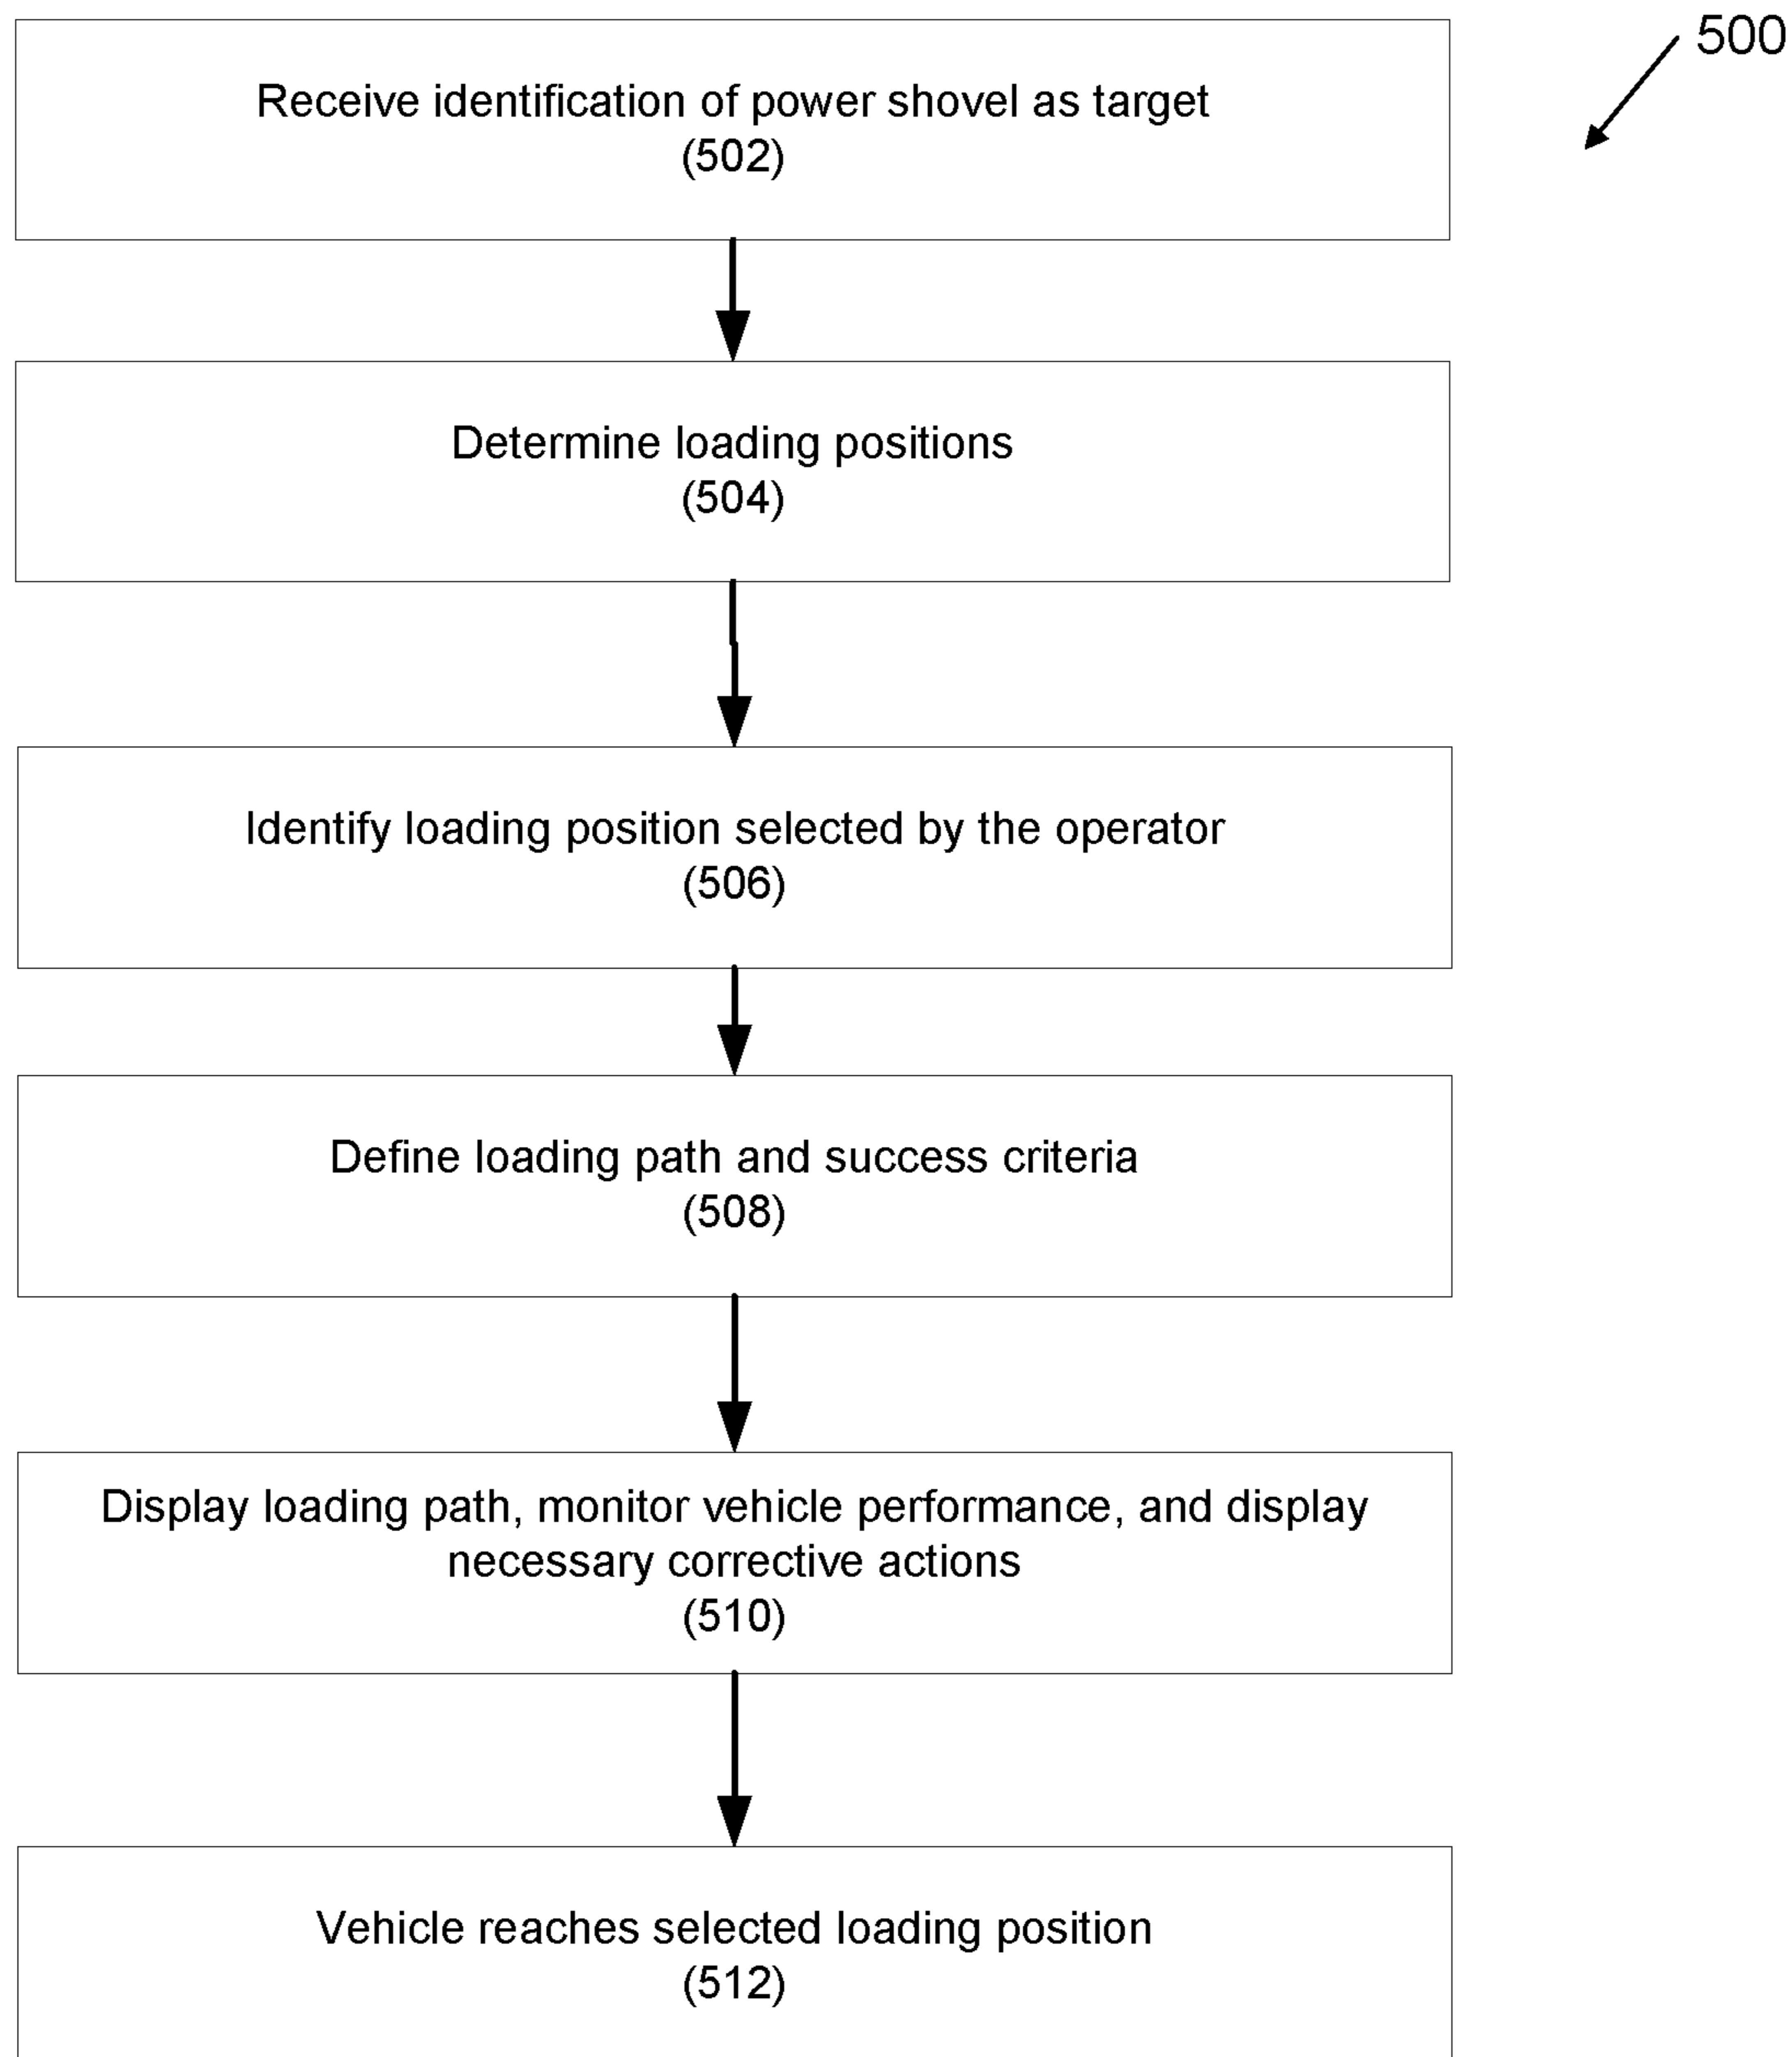 500
Receive identification of power shovel as target
(502)
Determine loading positions
(504)
Identify loading position selected by the operator
(506)
Define loading path and success criteria
(508)
Display loading path, monitor vehicle performance, and display
necessary corrective actions
(510)
Vehicle reaches selected loading position
(512)